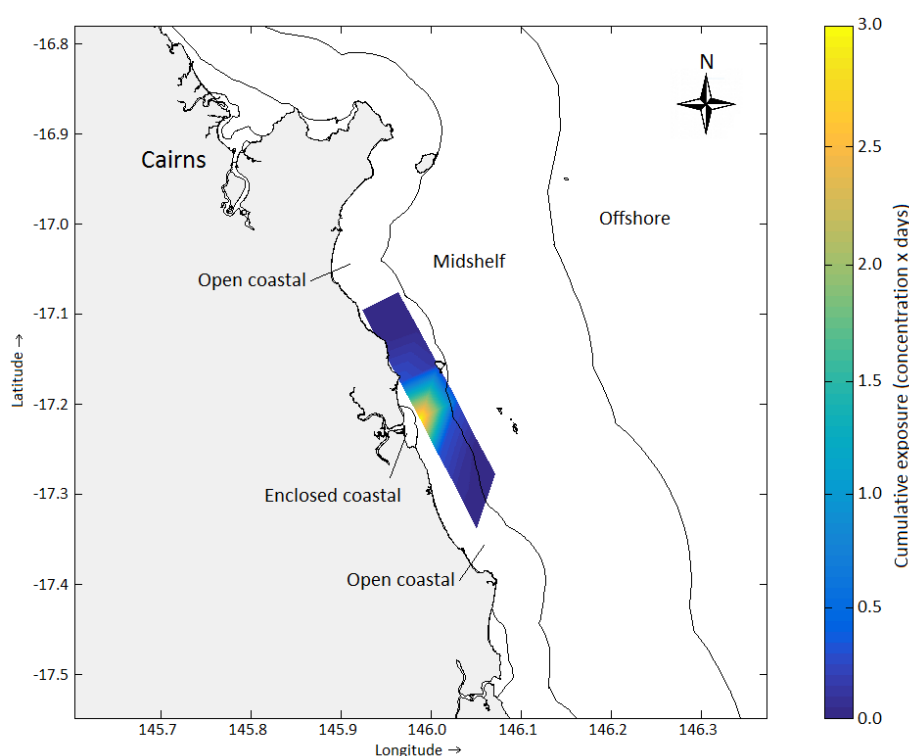 -16.8
-16.9
-17.0
-17.1
-17.2
-17.3
-17.4
-17.5
Latitude →
N
Cairns
Offshore
Midshelf
Open coastal
Enclosed coastal
Open coastal
145.7
145.8
145.9
146.0
146.1
146.2
146.3
Longitude →
3.0
2.5
2.0
1.5
1.0
0.5
0.0
Cumulative exposure (concentration x days)